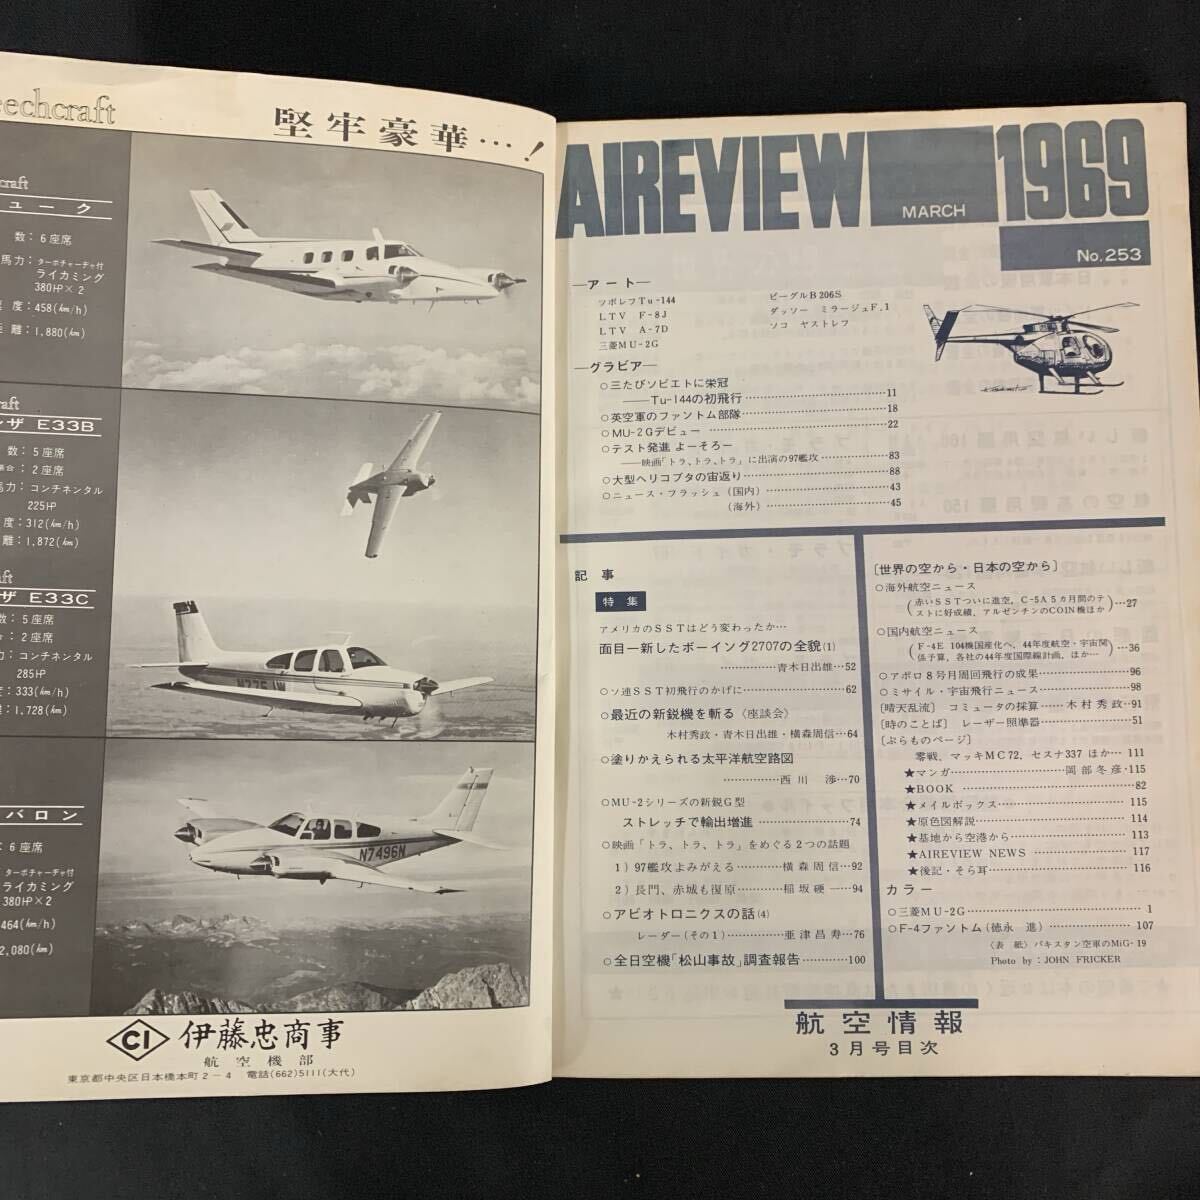 eechcraft
堅牢豪華…！
craft
ューク
数：6座席
馬力：ターボチャーヂャ付
ライカミング
380HP×2
速度：458(km/h)
距離：1,880(km)
raft
ンザ E33B
数：5座席
場合：2座席
馬力：コンチネンタル
225HP
度：312(km/h)
離：1,872(km)
aft
ザ E33C
数：5座席
合：2座席
力：コンチネンタル
285HP
度：333(km/h)
離：1,728(km)
バロン
：6座席
ターボチャーヂャ付
ライカミング
380HP×2
464(km/h)
2,080(km)
N7496N
CI 伊藤忠商事
航空機部
東京都中央区日本橋本町2－4 電話(662)5111(大代)
AIREVIEW MARCH 1969
No.253
―アート―
ツポレフTu-144
LTV F-8J
LTV A-7D
三菱MU-2G
ビーグルB206S
ダッソー ミラージュF.1
ソコ ヤストレフ
―グラビア―
○三たびソビエトに栄冠
――Tu-144の初飛行…………11
○英空軍のファントム部隊…………18
○MU-2Gデビュー…………22
○テスト発進 よーそろー
――映画「トラ、トラ、トラ」に出演の97艦攻…………83
○大型ヘリコプタの宙返り…………88
○ニュース・フラッシュ(国内)…………43
(海外)…………45
記事
特集
アメリカのSSTはどう変わったか…
面目一新したボーイング2707の全貌(1)
…………青木日出雄…52
○ソ連SST初飛行のかげに…………62
○最近の新鋭機を斬る〈座談会〉
木村秀政・青木日出雄・横森周信…64
○塗りかえられる太平洋航空路図
…………西川 渉…70
○MU-2シリーズの新鋭G型
ストレッチで輸出増進…………74
○映画「トラ、トラ、トラ」をめぐる2つの話題
1) 97艦攻よみがえる…………横森周信…92
2) 長門、赤城も復原…………稲坂硬一…94
○アビオトロニクスの話(4)
レーダー(その1)…………亜津昌寿…76
○全日空機「松山事故」調査報告…………100
〔世界の空から・日本の空から〕
○海外航空ニュース
(赤いSSTついに進空，C-5A5カ月間のテストに好成績，アルゼンチンのCOIN機ほか)…27
○国内航空ニュース
(F-4E 104機国産化へ，44年度航空・宇宙関係予算，各社の44年度国際線計画，ほか…)…36
○アポロ8号月周回飛行の成果…………96
○ミサイル・宇宙飛行ニュース…………98
〔晴天乱流〕 コミュータの採算……木村秀政…91
〔時のことば〕 レーザー照準器…………51
〔ぷらものページ〕
零戦，マッキMC72，セスナ337 ほか… 111
★マンガ…………岡部冬彦・115
★BOOK…………82
★メイルボックス…………115
★原色図解説…………114
★基地から空港から…………113
★AIREVIEW NEWS…………117
★後記・そら耳…………116
カラー
○三菱MU-2G…………1
○F-4ファントム(徳永 進)…………107
〈表 紙〉パキスタン空軍のMiG-19
Photo by：JOHN FRICKER
航空情報
3月号目次